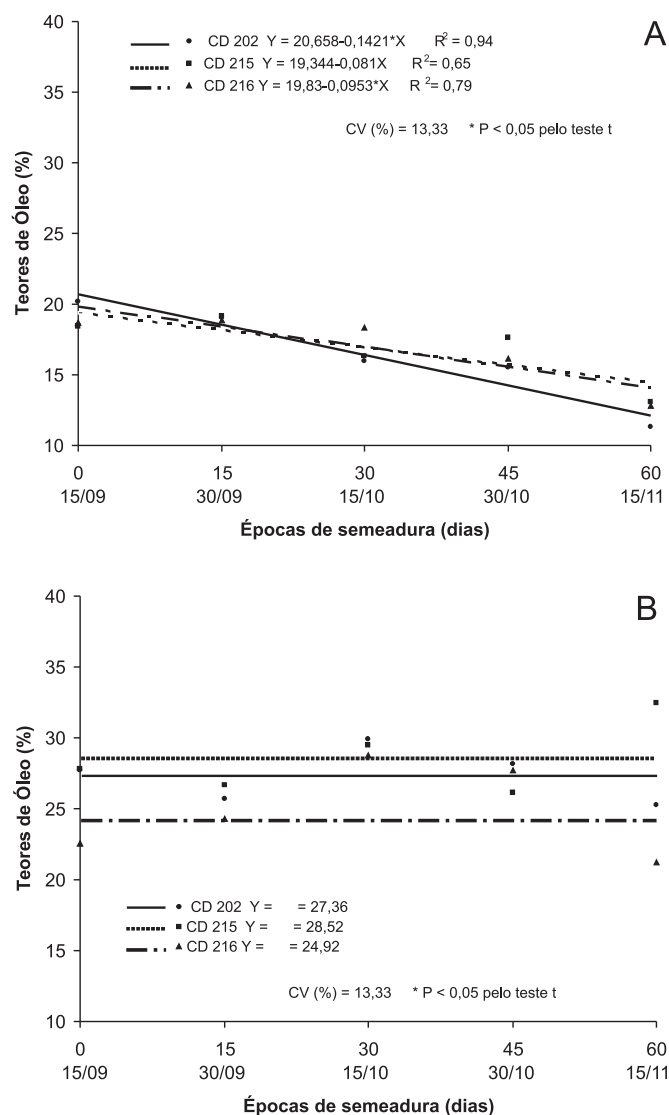 A
CD 202 Y = 20,658-0,1421*X R² = 0,94
CD 215 Y = 19,344-0,081X R²= 0,65
CD 216 Y = 19,83-0,0953*X R ²= 0,79
CV (%) = 13,33 * P < 0,05 pelo teste t
Teores de Óleo (%)
40
35
30
25
20
15
10
0 15 30 45 60
15/09 30/09 15/10 30/10 15/11
Épocas de semeadura (dias)
B
Teores de Óleo (%)
40
35
30
25
20
15
10
CD 202 Y = = 27,36
CD 215 Y = = 28,52
CD 216 Y = = 24,92
CV (%) = 13,33 * P < 0,05 pelo teste t
0 15 30 45 60
15/09 30/09 15/10 30/10 15/11
Épocas de semeadura (dias)